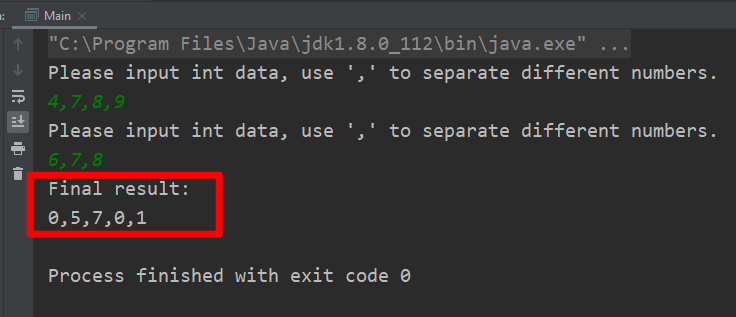 n: Main ×
"C:\Program Files\Java\jdk1.8.0_112\bin\java.exe" ...
Please input int data, use ',' to separate different numbers.
4,7,8,9
Please input int data, use ',' to separate different numbers.
6,7,8
Final result:
0,5,7,0,1
Process finished with exit code 0